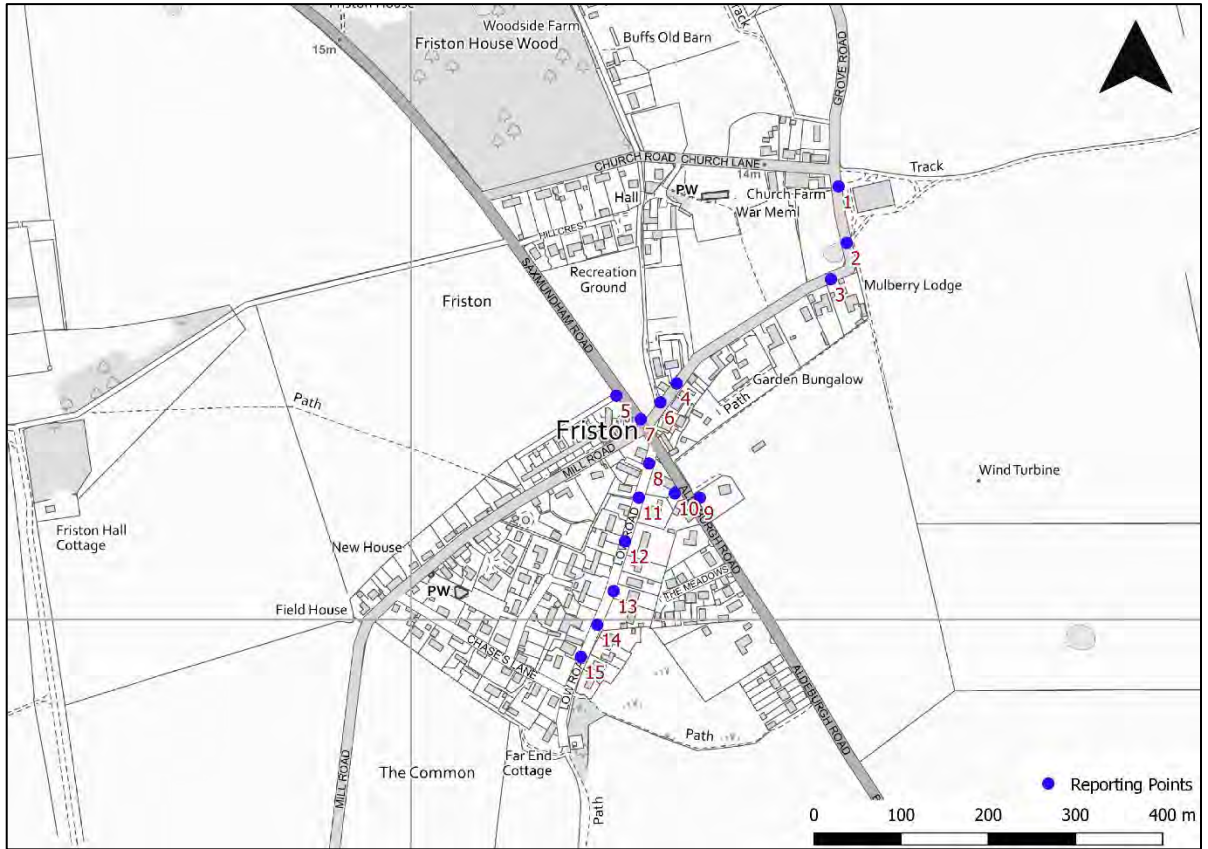 Friston House
Woodside Farm
Friston House Wood
15m
Buffs Old Barn
Track
GROVE ROAD
CHURCH ROAD
CHURCH LANE
14m
Track
PW
Hall
Church Farm
War Meml
1
HILLCREST
2
Recreation
Ground
SAXMUNDHAM ROAD
Friston
3
Mulberry Lodge
Path
4
Garden Bungalow
5
6
Path
Friston
7
MILL ROAD
8
Wind Turbine
10
9
11
LOW ROAD
ALDEBURGH ROAD
Friston Hall
Cottage
New House
12
THE MEADOWS
PW
13
Field House
14
CHASE'S LANE
15
LOW ROAD
ALDEBURGH ROAD
Path
Far End
Cottage
The Common
MILL ROAD
Path
Reporting Points
0 100 200 300 400 m